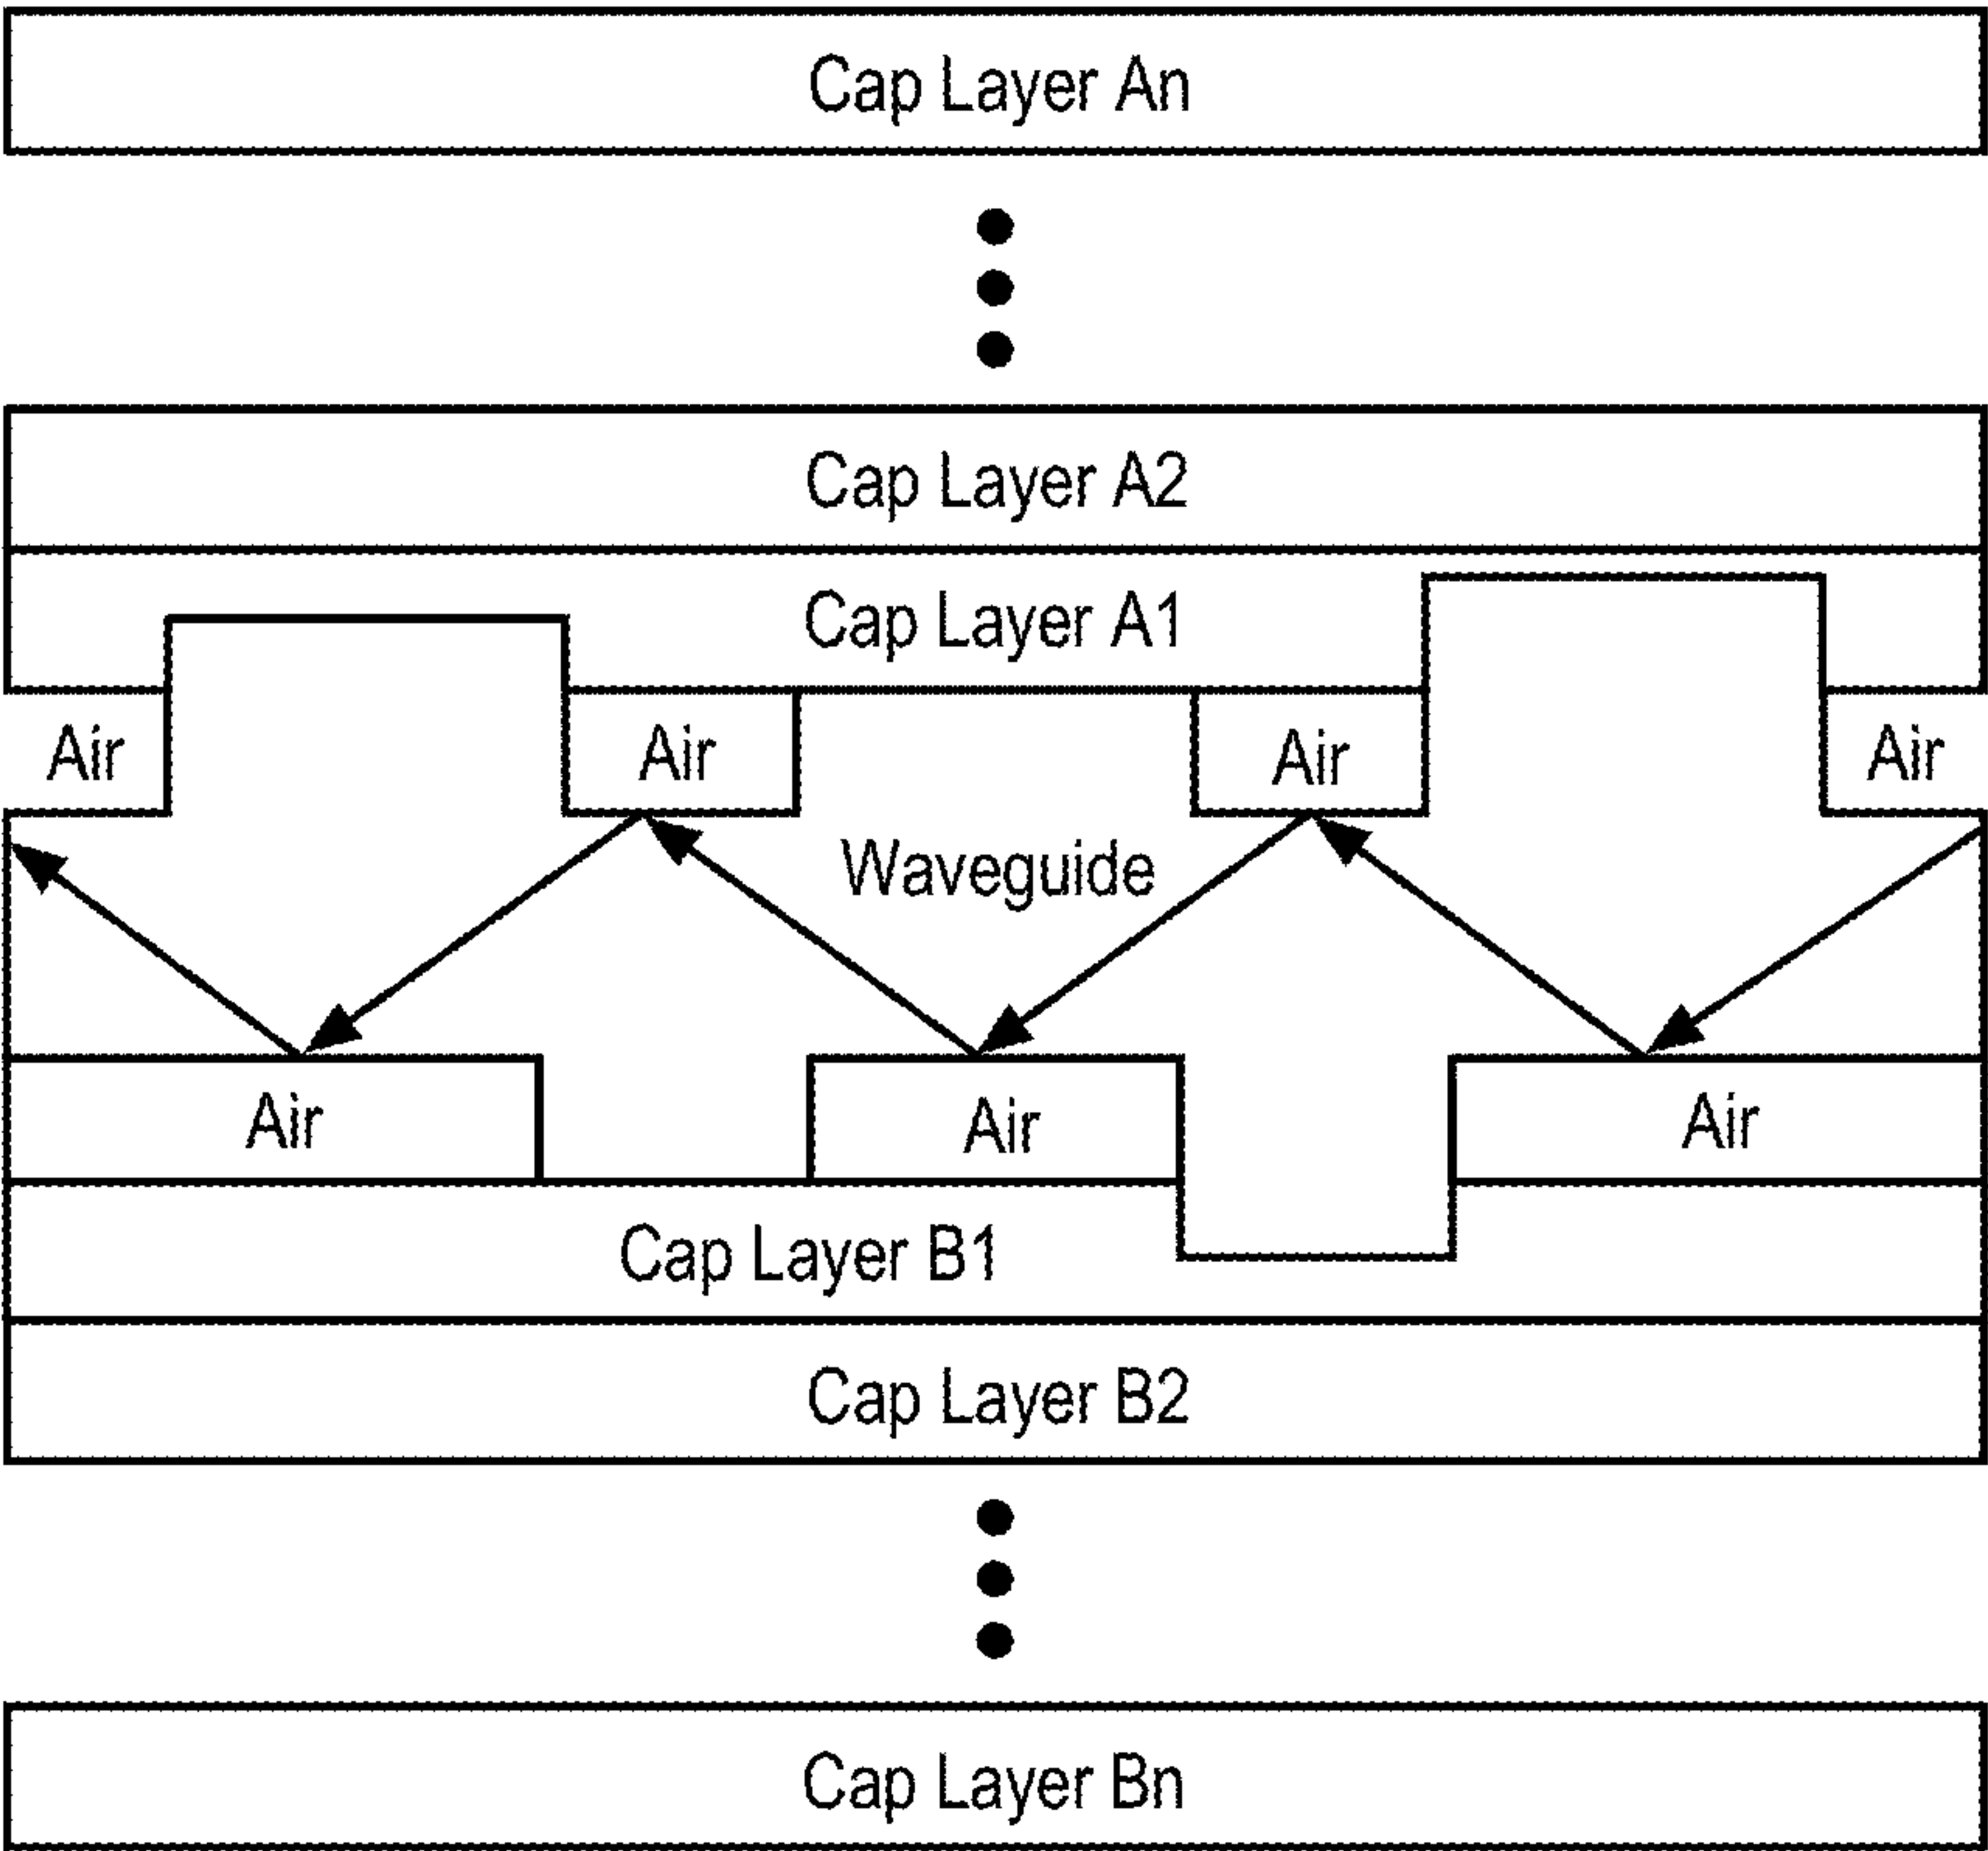 Cap Layer An
Cap Layer A2
Cap Layer A1
Air Air Air Air
Waveguide
Air Air Air
Cap Layer B1
Cap Layer B2
Cap Layer Bn